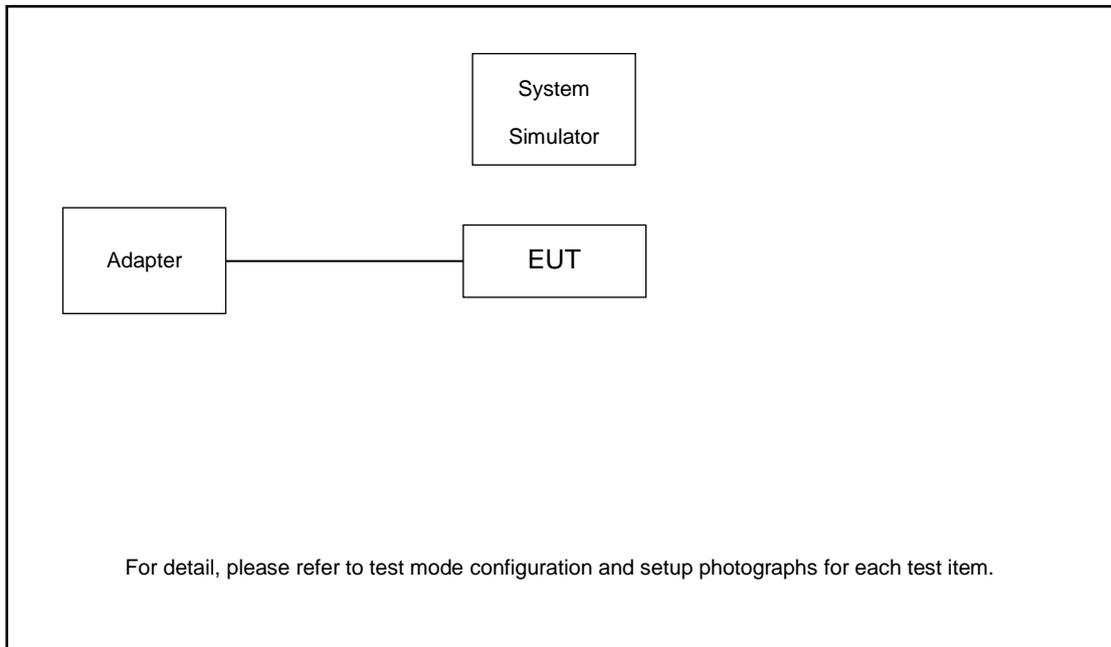 System
Simulator
Adapter
EUT
For detail, please refer to test mode configuration and setup photographs for each test item.